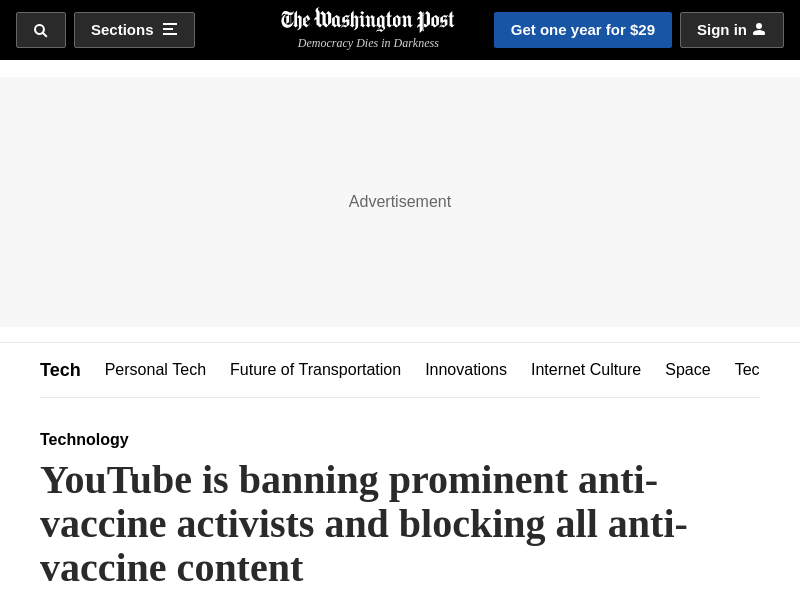 Sections
The Washington Post
Democracy Dies in Darkness
Get one year for $29
Sign in
Advertisement
Tech Personal Tech Future of Transportation Innovations Internet Culture Space Tec
Technology
YouTube is banning prominent anti-
vaccine activists and blocking all anti-
vaccine content